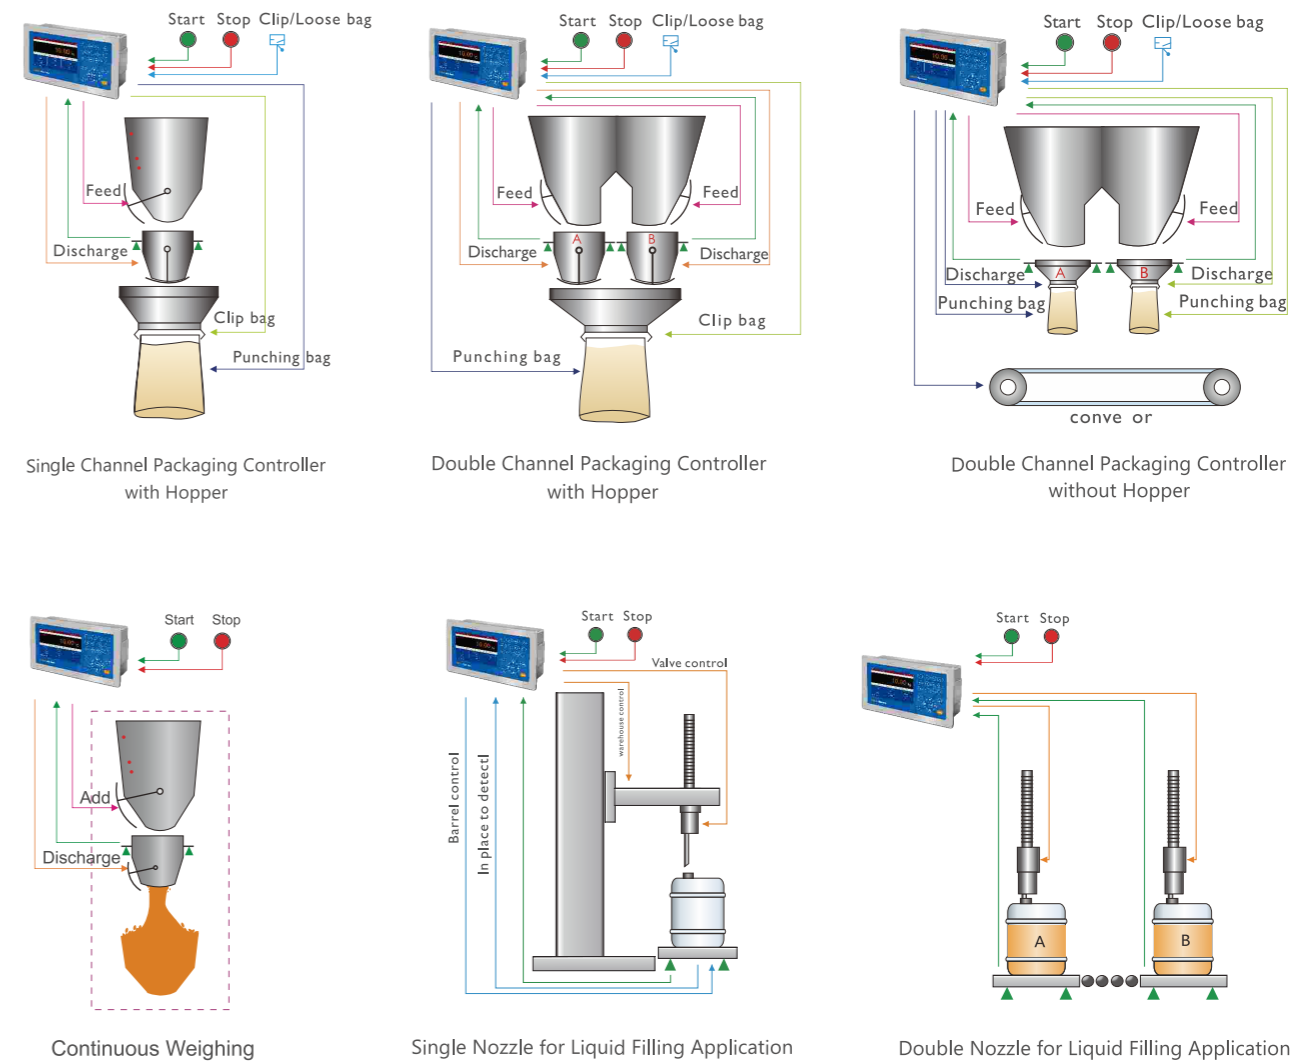 Start Stop Clip/Loose bag
Feed
Discharge
Clip bag
Punching bag
Single Channel Packaging Controller
with Hopper
Start Stop Clip/Loose bag
Feed Feed
A B
Discharge Discharge
Clip bag
Punching bag
Double Channel Packaging Controller
with Hopper
Start Stop Clip/Loose bag
Feed Feed
A B
Discharge Discharge
Punching bag Punching bag
conve or
Double Channel Packaging Controller
without Hopper
Start Stop
Add
Discharge
Continuous Weighing
Start Stop
Valve control
warehouse control
Barrel control
In place to detectl
Single Nozzle for Liquid Filling Application
Start Stop
A B
Double Nozzle for Liquid Filling Application